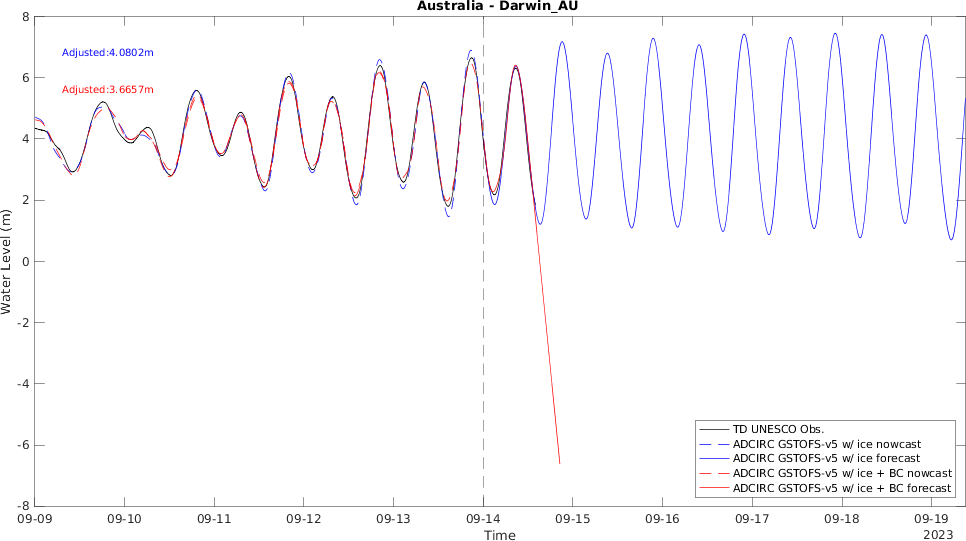 Australia - Darwin_AU
Adjusted:4.0802m
Adjusted:3.6657m
Water Level (m)
8
6
4
2
0
-2
-4
-6
-8
TD UNESCO Obs.
ADCIRC GSTOFS-v5 w/ ice nowcast
ADCIRC GSTOFS-v5 w/ ice forecast
ADCIRC GSTOFS-v5 w/ ice + BC nowcast
ADCIRC GSTOFS-v5 w/ ice + BC forecast
09-09 09-10 09-11 09-12 09-13 09-14 09-15 09-16 09-17 09-18 09-19
Time
2023